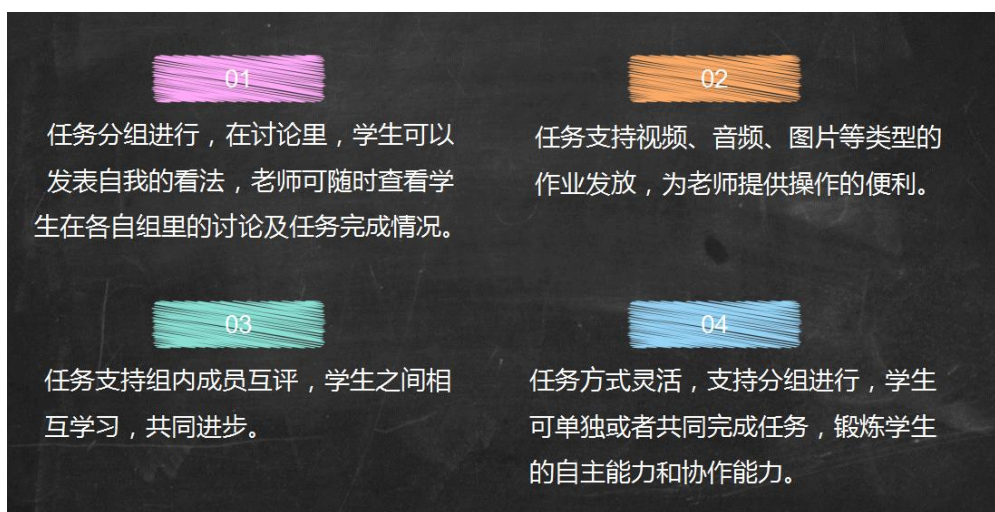 01
任务分组进行，在讨论里，学生可以
发表自我的看法，老师可随时查看学
生在各自组里的讨论及任务完成情况。
02
任务支持视频、音频、图片等类型的
作业发放，为老师提供操作的便利。
03
任务支持组内成员互评，学生之间相
互学习，共同进步。
04
任务方式灵活，支持分组进行，学生
可单独或者共同完成任务，锻炼学生
的自主能力和协作能力。